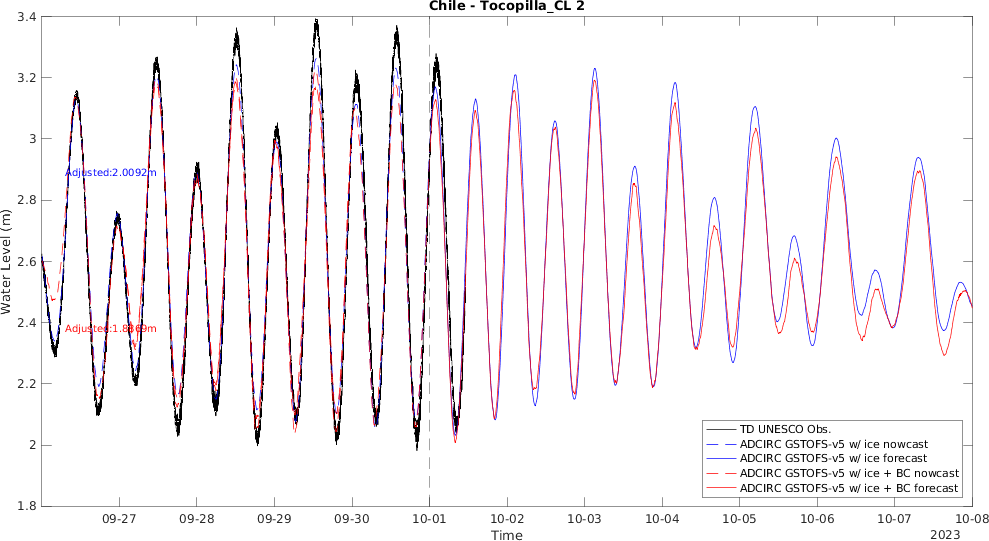 Chile - Tocopilla_CL 2
3.4
3.2
3
2.8
2.6
2.4
2.2
2
1.8
Water Level (m)
Adjusted:2.0092m
Adjusted:1.8369m
TD UNESCO Obs.
ADCIRC GSTOFS-v5 w/ ice nowcast
ADCIRC GSTOFS-v5 w/ ice forecast
ADCIRC GSTOFS-v5 w/ ice + BC nowcast
ADCIRC GSTOFS-v5 w/ ice + BC forecast
09-27 09-28 09-29 09-30 10-01 10-02 10-03 10-04 10-05 10-06 10-07 10-08
Time
2023